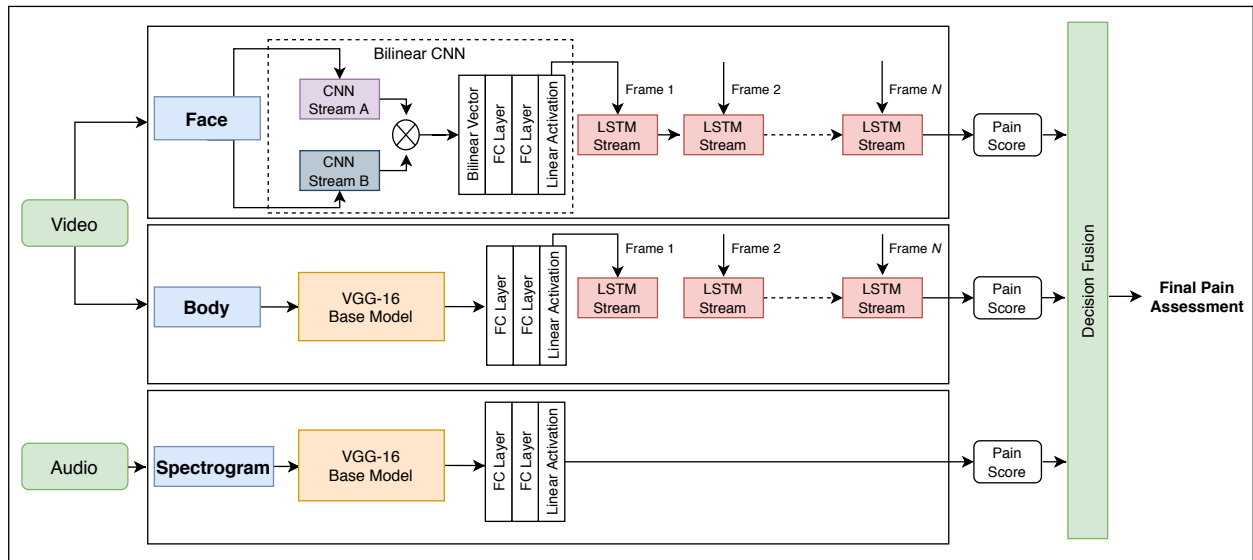 Bilinear CNN
CNN
Stream A
Face
CNN
Stream B
Bilinear Vector
FC Layer
FC Layer
Linear Activation
Frame 1
Frame 2
Frame N
LSTM
Stream
LSTM
Stream
LSTM
Stream
Pain
Score
Video
Body
VGG-16
Base Model
FC Layer
FC Layer
Linear Activation
Frame 1
Frame 2
Frame N
LSTM
Stream
LSTM
Stream
LSTM
Stream
Pain
Score
Audio
Spectrogram
VGG-16
Base Model
FC Layer
FC Layer
Linear Activation
Pain
Score
Decision Fusion
Final Pain
Assessment